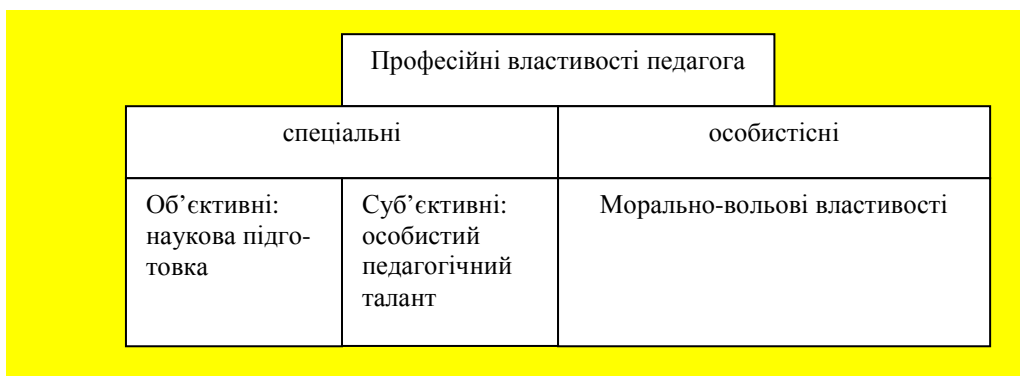 Професійні властивості педагога
спеціальні
особистісні
Об’єктивні:
наукова підго-
товка
Суб’єктивні:
особистий
педагогічний
талант
Морально-вольові властивості